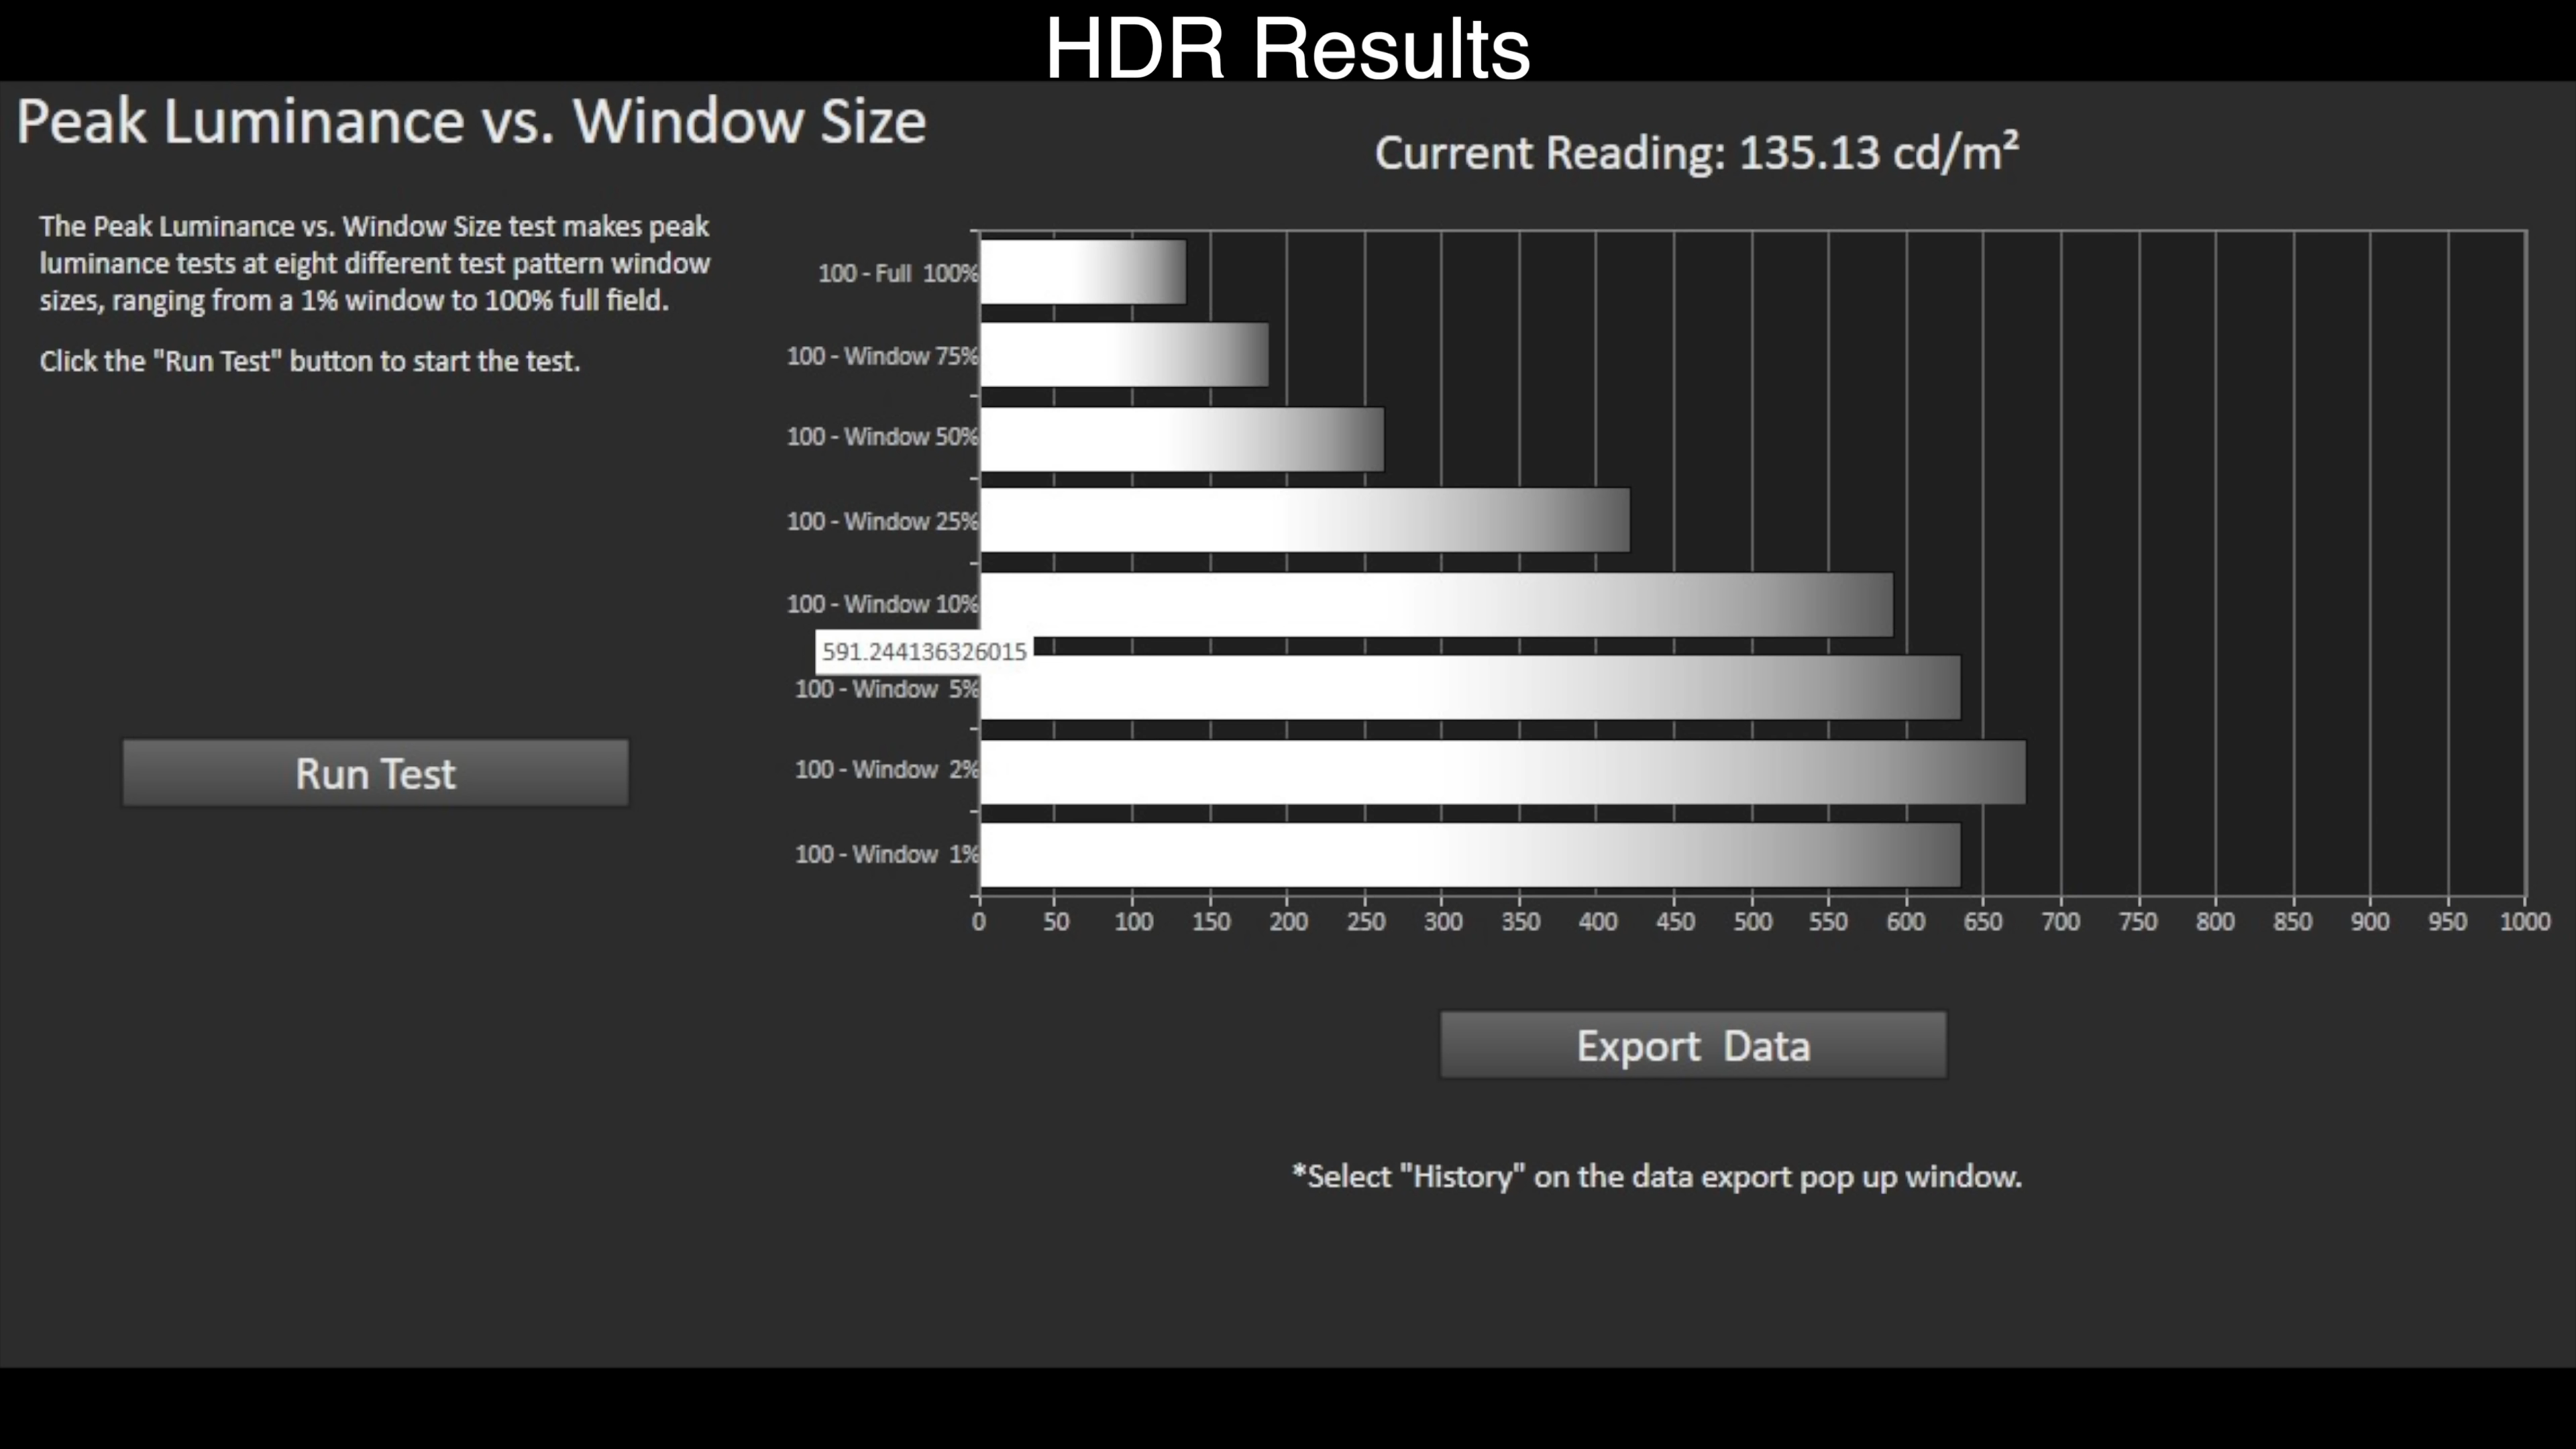 HDR Results
Peak Luminance vs. Window Size
Current Reading: 135.13 cd/m²
The Peak Luminance vs. Window Size test makes peak
luminance tests at eight different test pattern window
sizes, ranging from a 1% window to 100% full field.
Click the "Run Test" button to start the test.
Run Test
100 - Full 100%
100 - Window 75%
100 - Window 50%
100 - Window 25%
100 - Window 10%
591.244136326015
100 - Window 5%
100 - Window 2%
100 - Window 1%
0 50 100 150 200 250 300 350 400 450 500 550 600 650 700 750 800 850 900 950 1000
Export Data
*Select "History" on the data export pop up window.